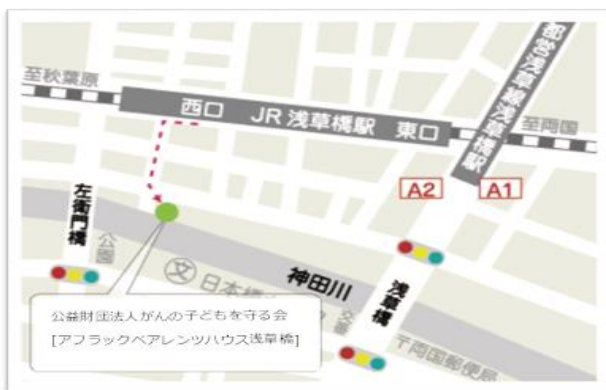 至秋葉原
西口 JR浅草橋駅 東口
都営浅草線浅草橋駅
至両国
A2
A1
左衛門橋
公園
文
日本橋
神田川
浅草橋
交番
〒両国郵便局
公益財団法人がんの子どもを守る会
[アフラックペアレンツハウス浅草橋]